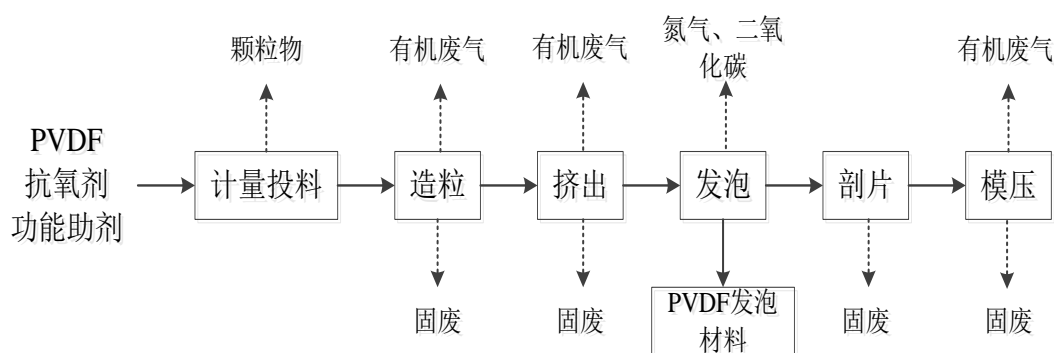 颗粒物
有机废气
有机废气
氮气、二氧
化碳
有机废气
PVDF
抗氧剂
功能助剂
计量投料
造粒
挤出
发泡
剖片
模压
固废
固废
PVDF发泡
材料
固废
固废